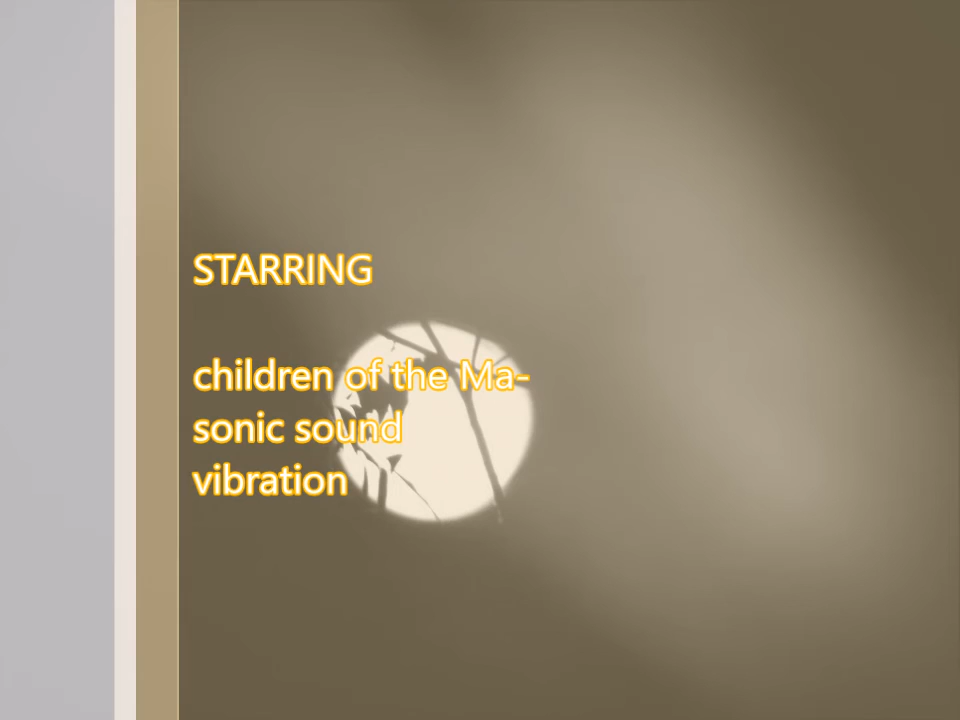 STARRING
children of the Ma-
sonic sound
vibration